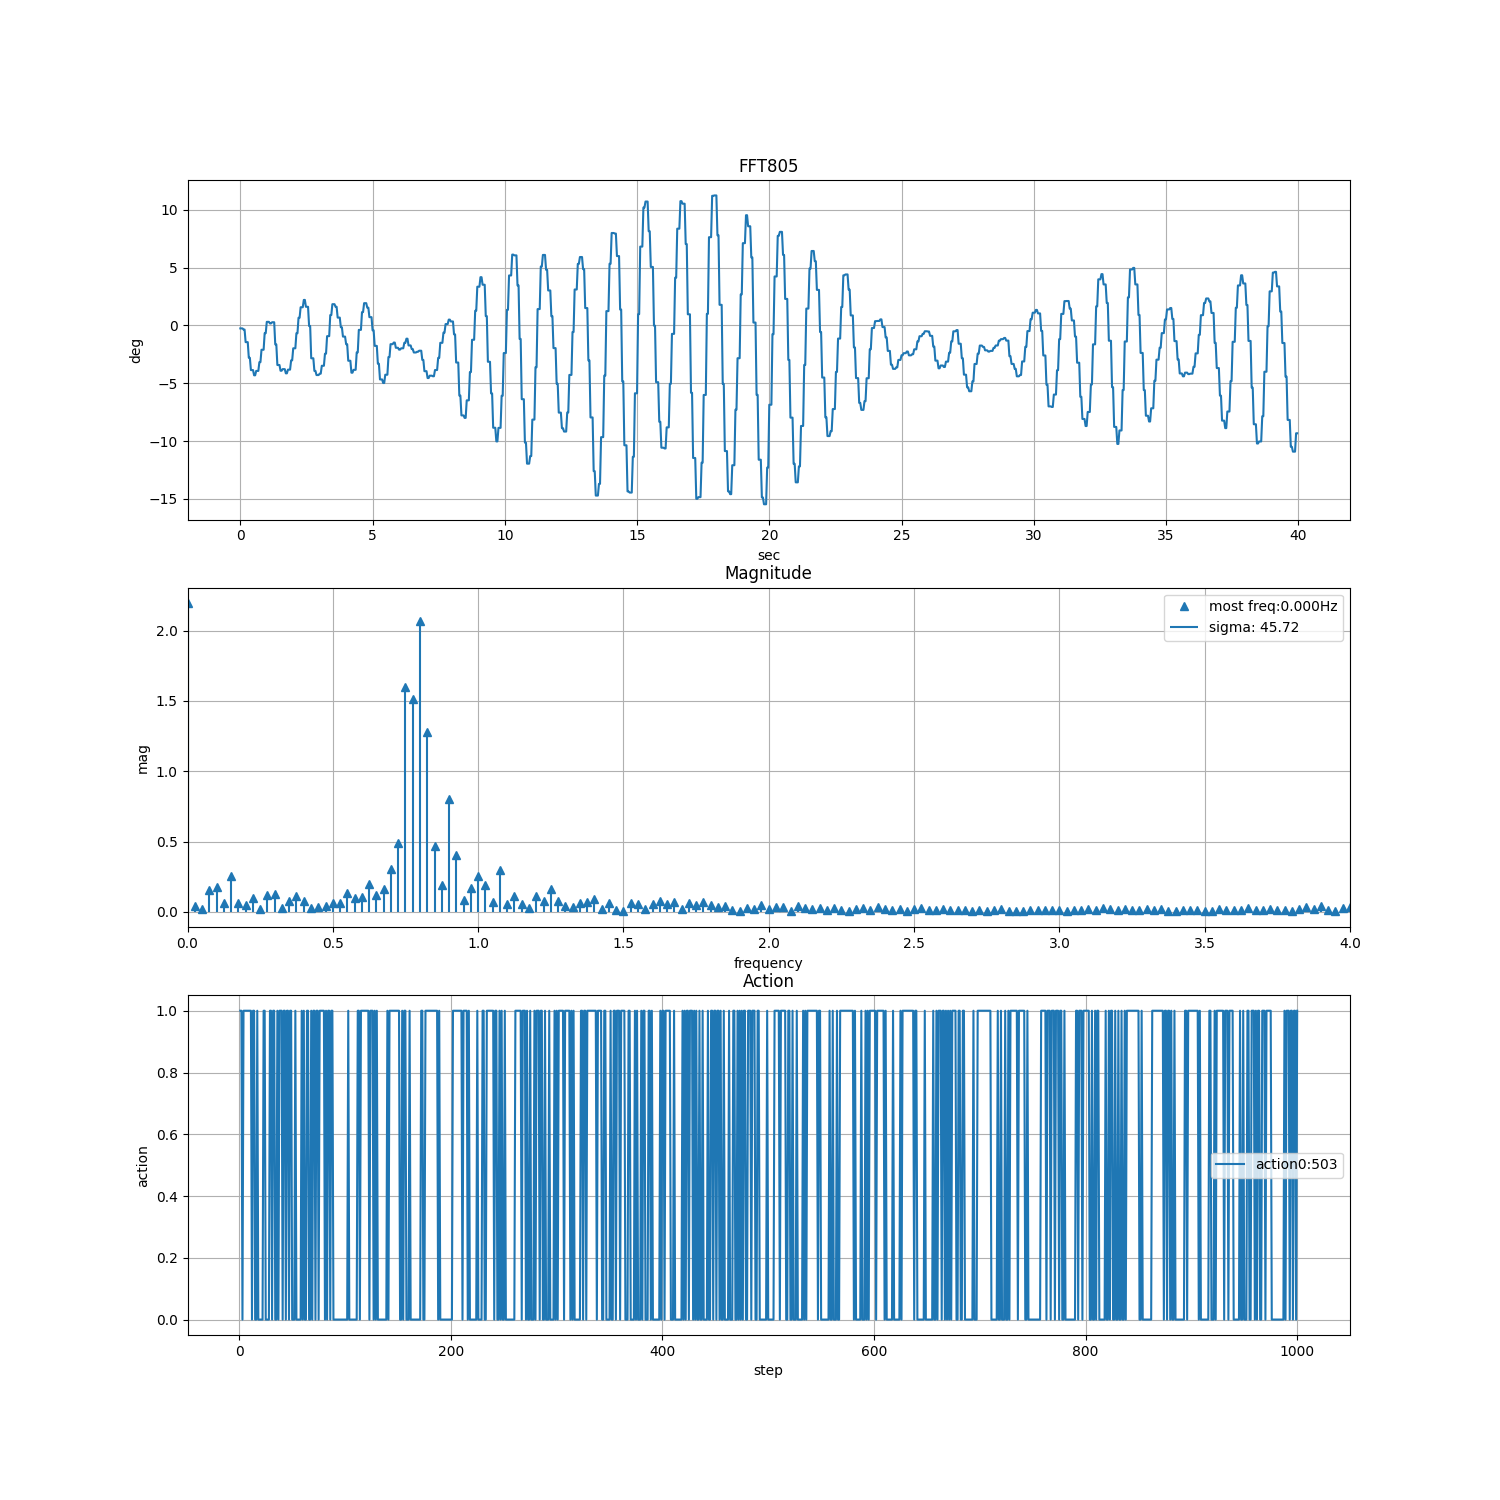 FFT805
10
5
0
−5
−10
−15
deg
0 5 10 15 20 25 30 35 40
sec
Magnitude
most freq:0.000Hz
sigma: 45.72
2.0
1.5
1.0
0.5
0.0
mag
0.0 0.5 1.0 1.5 2.0 2.5 3.0 3.5 4.0
frequency
Action
1.0
0.8
0.6
0.4
0.2
0.0
action
action0:503
0 200 400 600 800 1000
step